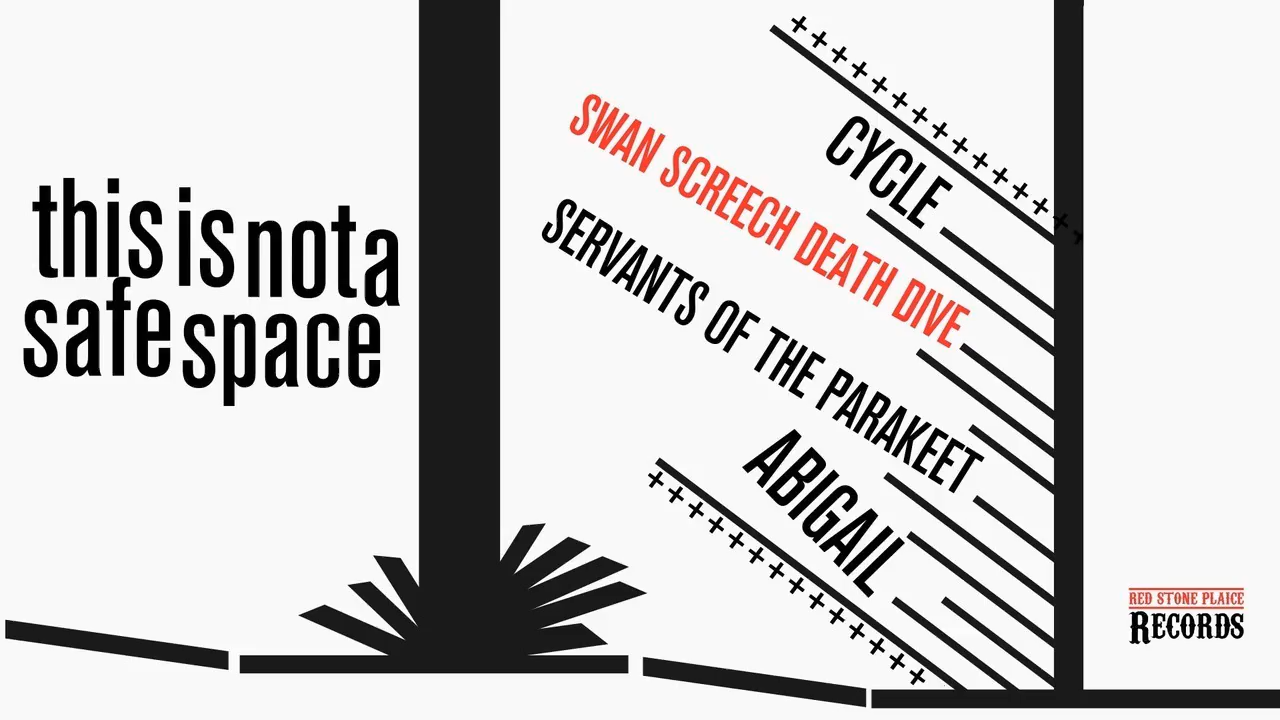 this is not a
safe space
CYCLE
SWAN SCREECH DEATH DIVE
SERVANTS OF THE PARAKEET
ABIGAIL
RED STONE PLAICE
RECORDS